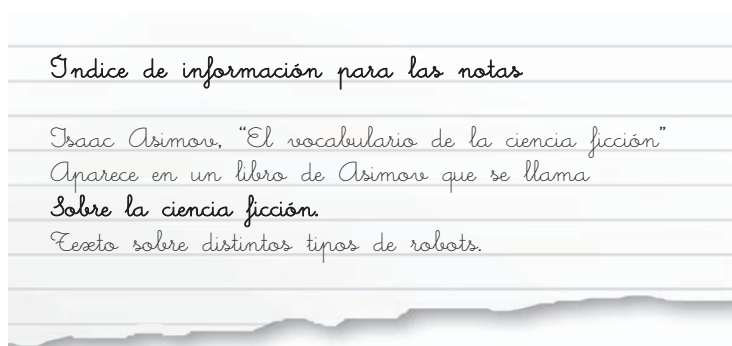 Índice de información para las notas
Isaac Asimov, “El vocabulario de la ciencia ficción”
Aparece en un libro de Asimov que se llama
Sobre la ciencia ficción.
Texto sobre distintos tipos de robots.